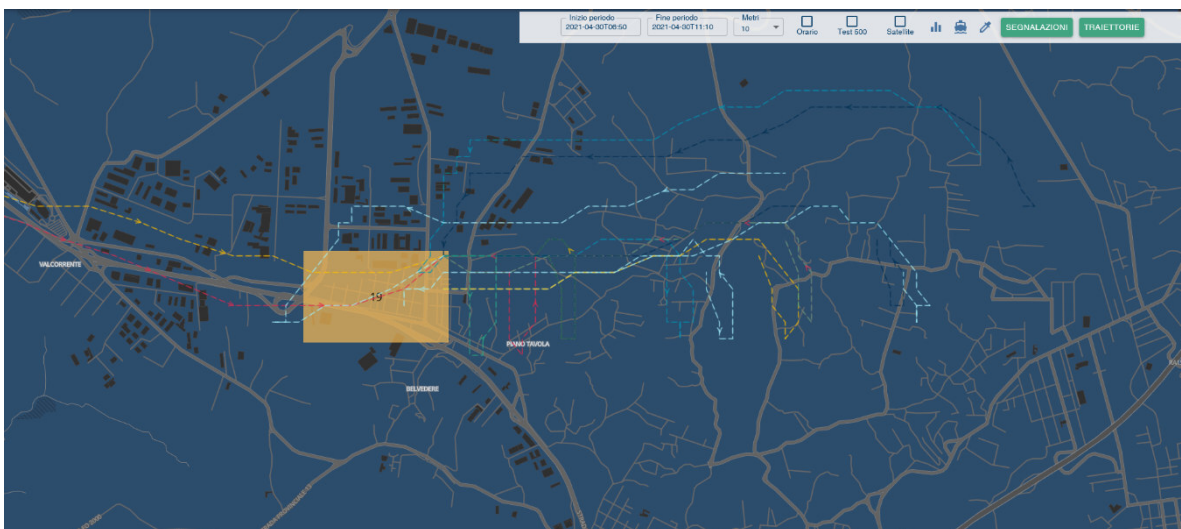 Inizio periodo
2021-04-30T06:50
Fine periodo
2021-04-30T11:10
Metri
10
Orario
Test 500
Satellite
SEGNALAZIONI
TRAIETTORIE
VALCORRENTE
19
PIANO TAVOLA
BELVEDERE